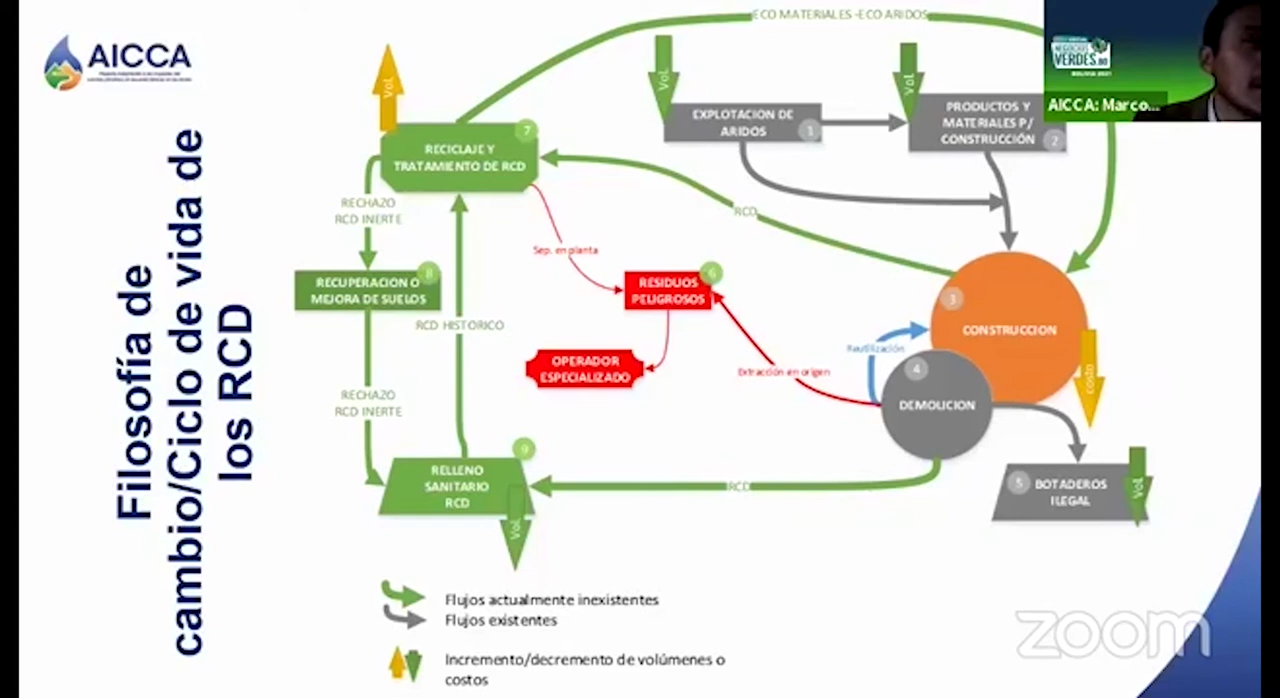 AICCA
Filosofía de
cambio/Ciclo de vida de
los RCD
ECO MATERIALES -ECO ARIDOS
VERDES.BO
BOLIVIA 2021
AICCA: Marco...
Vol.
Vol.
Vol.
EXPLOTACION DE
ARIDOS
1
PRODUCTOS Y
MATERIALES P/
CONSTRUCCIÓN
2
7
RECICLAJE Y
TRATAMIENTO DE RCD
RECHAZO
RCD INERTE
RCD
Sep. en planta
8
RECUPERACION O
MEJORA DE SUELOS
6
RESIDUOS
PELIGROSOS
3
CONSTRUCCION
RCD HISTORICO
Reutilización
OPERADOR
ESPECIALIZADO
Extracción en origen
4
DEMOLICION
costo
RECHAZO
RCD INERTE
9
RELLENO
SANITARIO
RCD
Vol.
RCD
5
BOTADEROS
ILEGAL
Vol.
Flujos actualmente inexistentes
Flujos existentes
Incremento/decremento de volúmenes o
costos
zoom